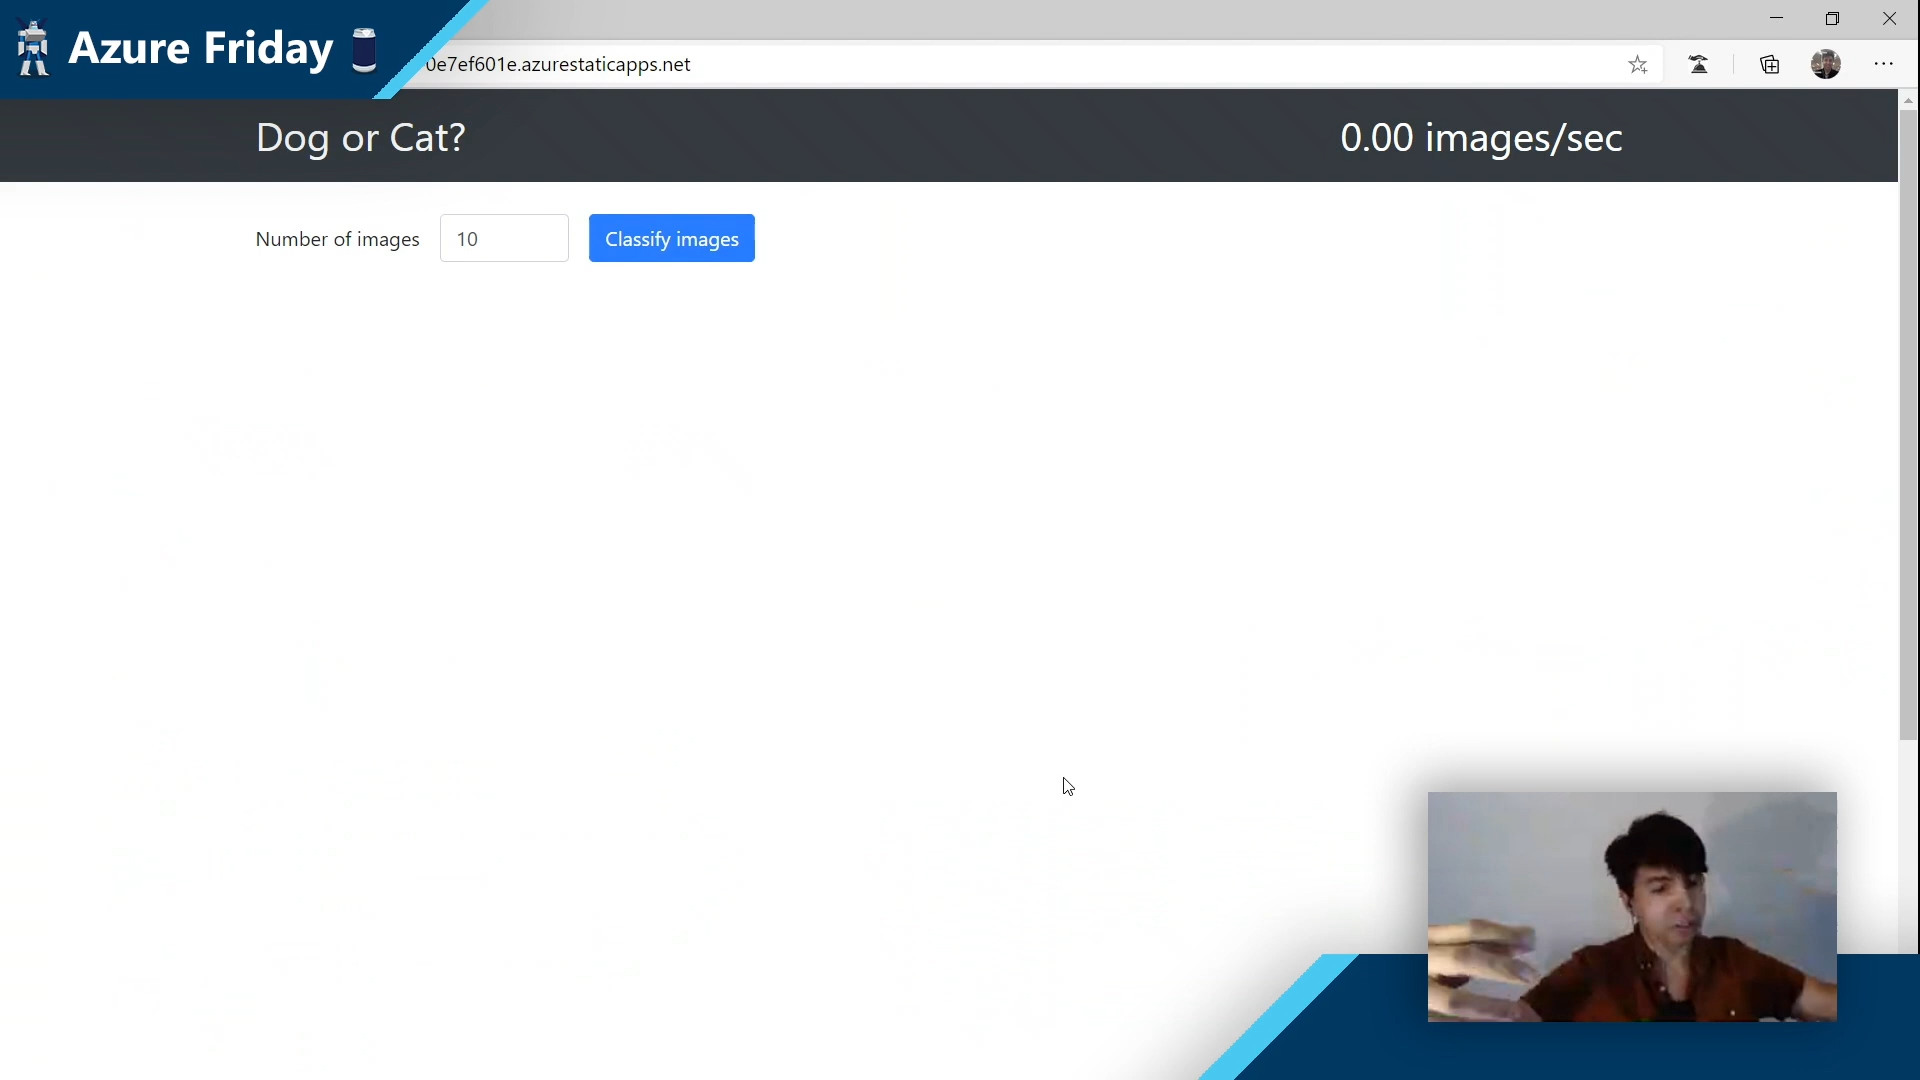 Azure Friday
0e7ef601e.azurestaticapps.net
Dog or Cat?
0.00 images/sec
Number of images
10
Classify images